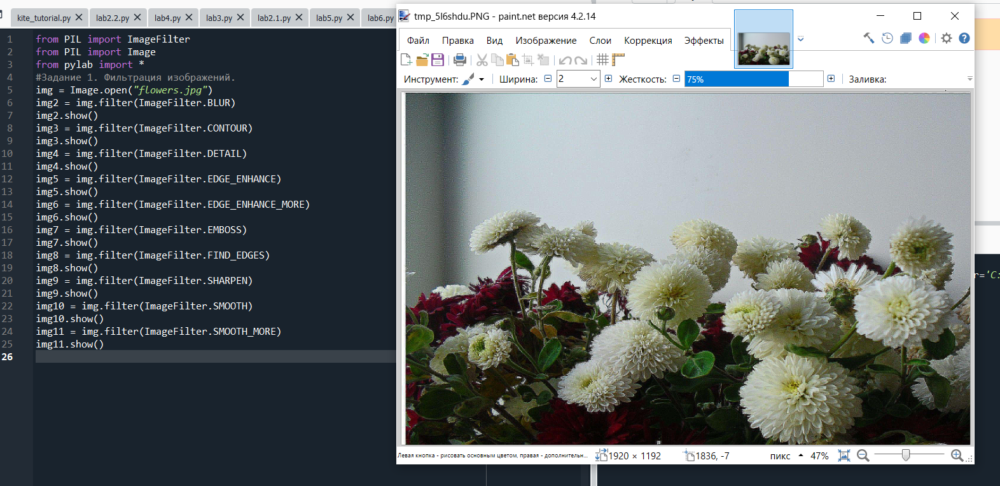 kite_tutorial.py lab2.2.py lab4.py lab3.py lab2.1.py lab5.py lab6.py
1 from PIL import ImageFilter
2 from PIL import Image
3 from pylab import *
4 #Задание 1. Фильтрация изображений.
5 img = Image.open("flowers.jpg")
6 img2 = img.filter(ImageFilter.BLUR)
7 img2.show()
8 img3 = img.filter(ImageFilter.CONTOUR)
9 img3.show()
10 img4 = img.filter(ImageFilter.DETAIL)
11 img4.show()
12 img5 = img.filter(ImageFilter.EDGE_ENHANCE)
13 img5.show()
14 img6 = img.filter(ImageFilter.EDGE_ENHANCE_MORE)
15 img6.show()
16 img7 = img.filter(ImageFilter.EMBOSS)
17 img7.show()
18 img8 = img.filter(ImageFilter.FIND_EDGES)
19 img8.show()
20 img9 = img.filter(ImageFilter.SHARPEN)
21 img9.show()
22 img10 = img.filter(ImageFilter.SMOOTH)
23 img10.show()
24 img11 = img.filter(ImageFilter.SMOOTH_MORE)
25 img11.show()
26
tmp_5l6shdu.PNG - paint.net версия 4.2.14
Файл Правка Вид Изображение Слои Коррекция Эффекты
Инструмент: Ширина: 2 Жесткость: 75% Заливка:
Левая кнопка - рисовать основным цветом, правая - дополнительн... 1920 × 1192 1836, -7 пикс 47%
r='C: